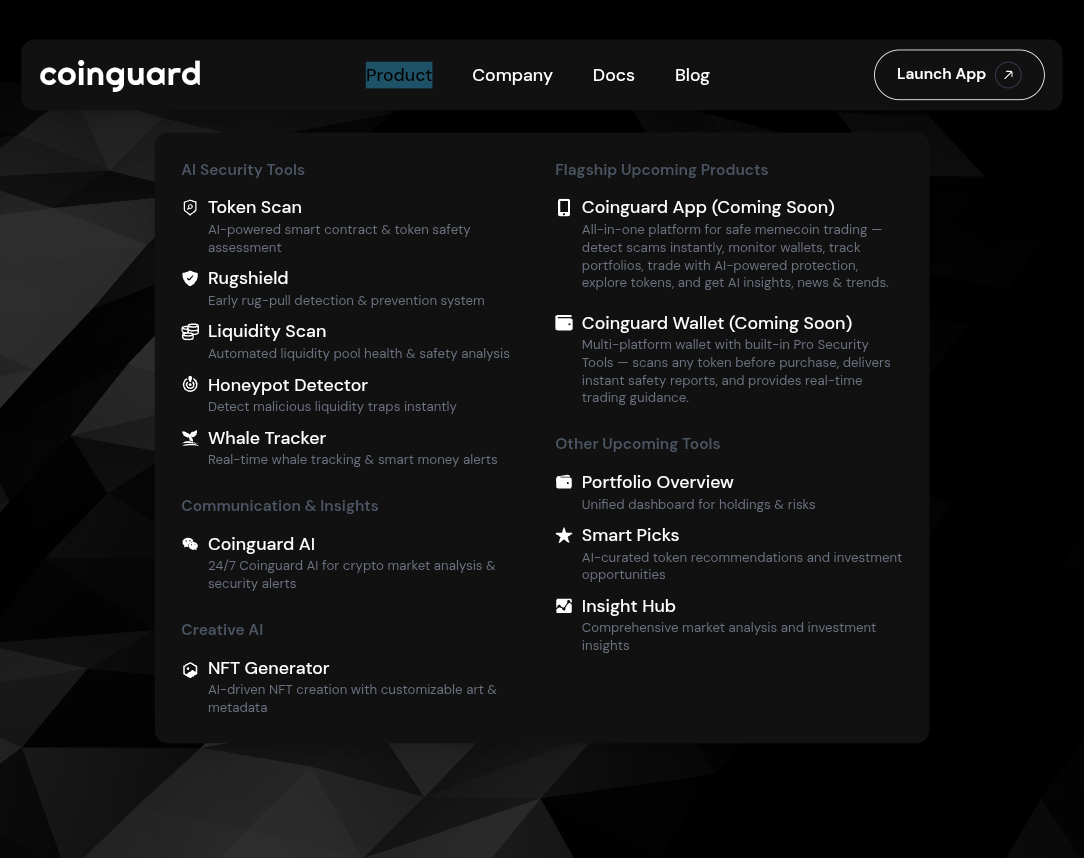 coinguard
Product
Company
Docs
Blog
Launch App
AI Security Tools
Token Scan
AI-powered smart contract & token safety
assessment
Rugshield
Early rug-pull detection & prevention system
Liquidity Scan
Automated liquidity pool health & safety analysis
Honeypot Detector
Detect malicious liquidity traps instantly
Whale Tracker
Real-time whale tracking & smart money alerts
Communication & Insights
Coinguard AI
24/7 Coinguard AI for crypto market analysis &
security alerts
Creative AI
NFT Generator
AI-driven NFT creation with customizable art &
metadata
Flagship Upcoming Products
Coinguard App (Coming Soon)
All-in-one platform for safe memecoin trading —
detect scams instantly, monitor wallets, track
portfolios, trade with AI-powered protection,
explore tokens, and get AI insights, news & trends.
Coinguard Wallet (Coming Soon)
Multi-platform wallet with built-in Pro Security
Tools — scans any token before purchase, delivers
instant safety reports, and provides real-time
trading guidance.
Other Upcoming Tools
Portfolio Overview
Unified dashboard for holdings & risks
Smart Picks
AI-curated token recommendations and investment
opportunities
Insight Hub
Comprehensive market analysis and investment
insights